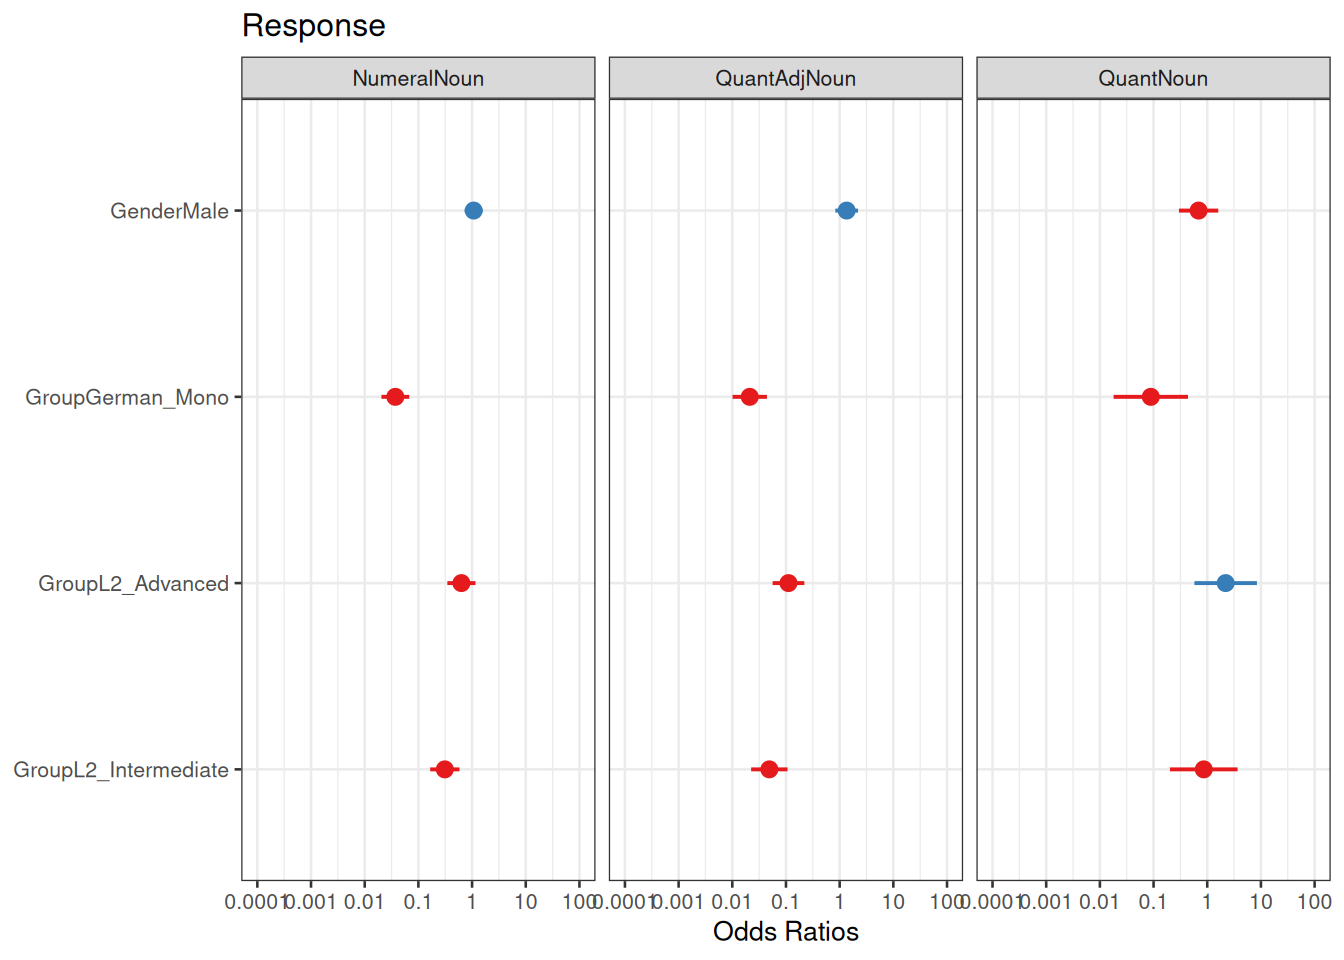 Response
NumeralNoun QuantAdjNoun QuantNoun
GenderMale
GroupGerman_Mono
GroupL2_Advanced
GroupL2_Intermediate
0.0001 0.001 0.01 0.1 1 10 100 0.0001 0.001 0.01 0.1 1 10 100 0.0001 0.001 0.01 0.1 1 10 100
Odds Ratios